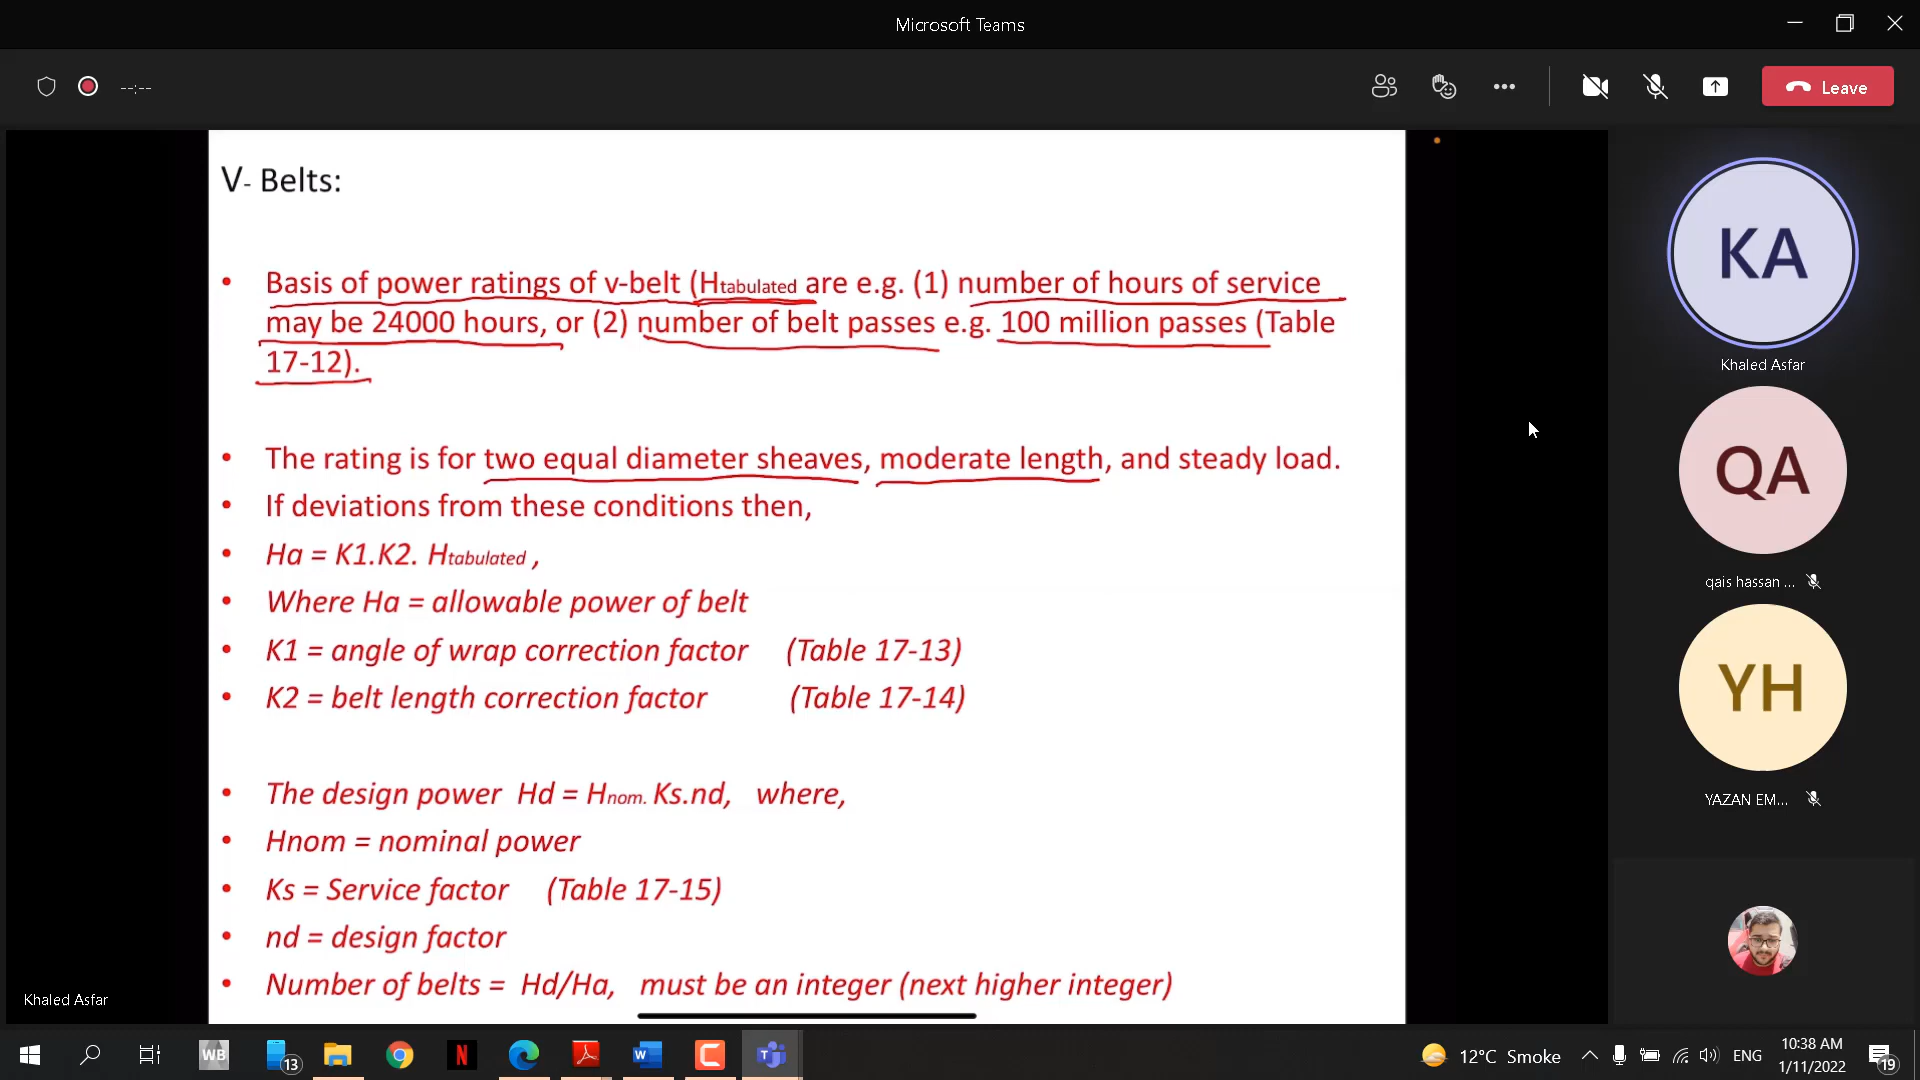 Microsoft Teams
--:--
Leave
V- Belts:
• Basis of power ratings of v-belt (Htabulated are e.g. (1) number of hours of service
may be 24000 hours, or (2) number of belt passes e.g. 100 million passes (Table
17-12).
• The rating is for two equal diameter sheaves, moderate length, and steady load.
• If deviations from these conditions then,
• Ha = K1.K2. Htabulated ,
• Where Ha = allowable power of belt
• K1 = angle of wrap correction factor (Table 17-13)
• K2 = belt length correction factor (Table 17-14)
• The design power Hd = Hnom. Ks.nd, where,
• Hnom = nominal power
• Ks = Service factor (Table 17-15)
• nd = design factor
• Number of belts = Hd/Ha, must be an integer (next higher integer)
Khaled Asfar
KA
Khaled Asfar
QA
qais hassan ...
YH
YAZAN EM...
WB
13
N
W
C
T
12°C Smoke
ENG
10:38 AM
1/11/2022
19